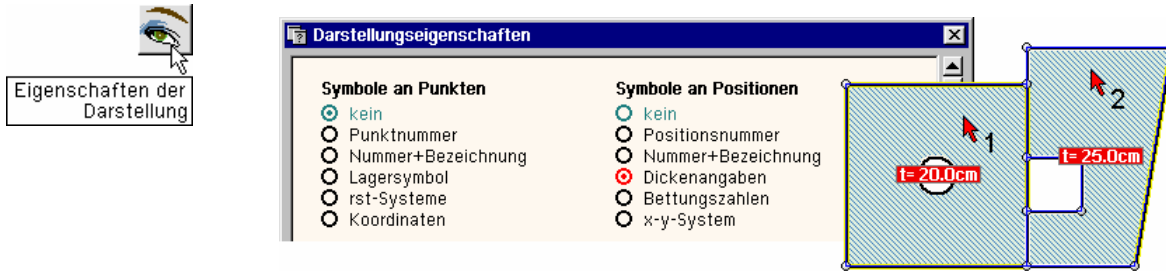 Eigenschaften der
Darstellung
Darstellungseigenschaften
Symbole an Punkten
kein
Punktnummer
Nummer+Bezeichnung
Lagersymbol
rst-Systeme
Koordinaten
Symbole an Positionen
kein
Positionsnummer
Nummer+Bezeichnung
Dickenangaben
Bettungszahlen
x-y-System
1
t= 20.0cm
2
t= 25.0cm